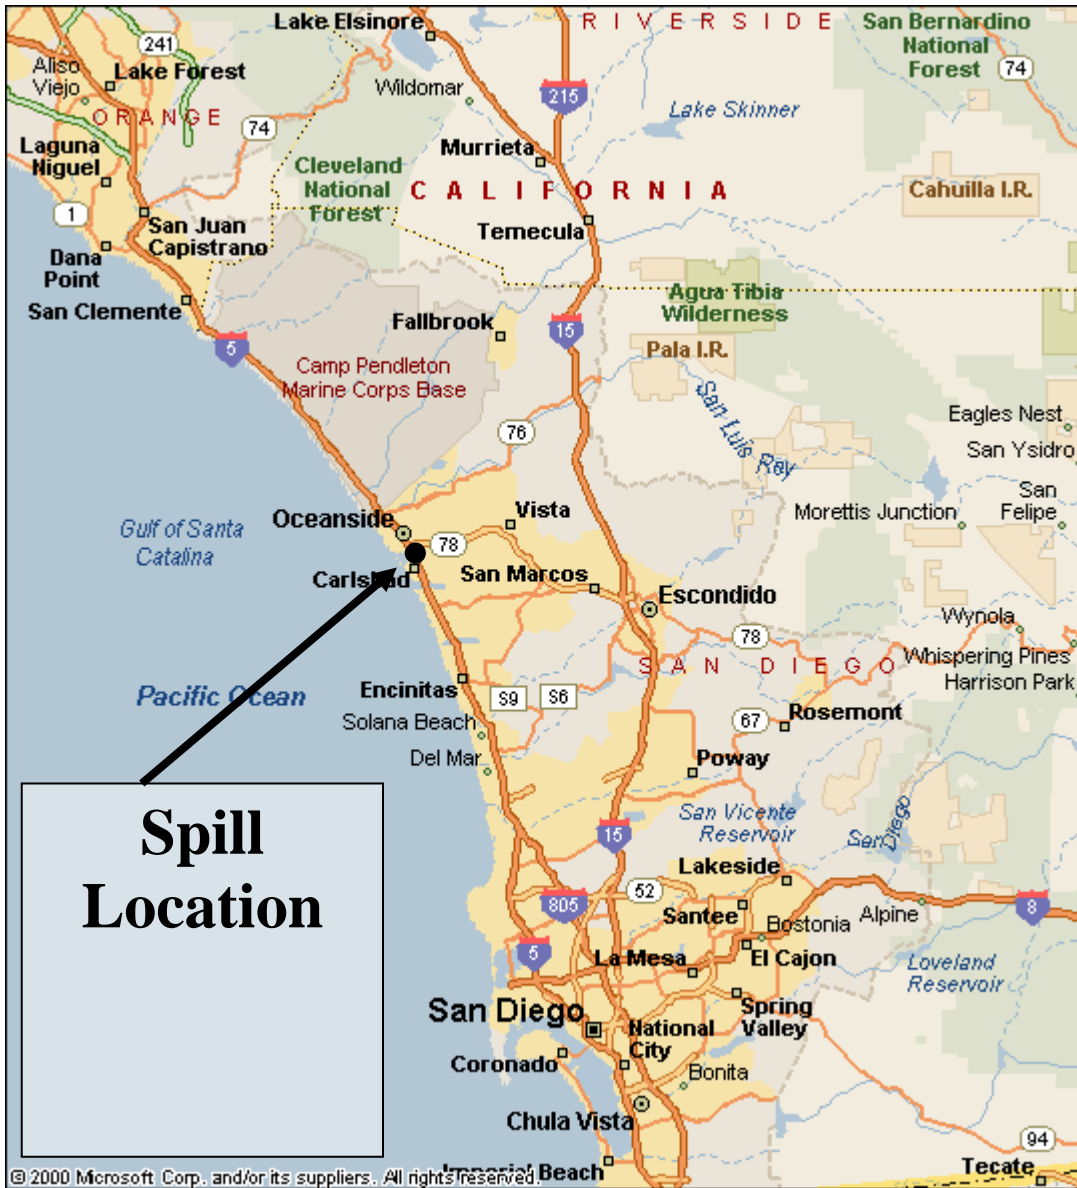 Lake Elsinore
R I V E R S I D E
San Bernardino
National
Forest
74
241
Aliso
Viejo
Lake Forest
Wildomar
215
Lake Skinner
O R A N G E
74
Laguna
Niguel
Murrieta
Cleveland
National
Forest
C A L I F O R N I A
Cahuilla I.R.
1
San Juan
Capistrano
Temecula
Dana
Point
San Clemente
Agua Tibia
Wilderness
Fallbrook
15
5
Pala I.R.
Camp Pendleton
Marine Corps Base
San Luis Rey
Eagles Nest
San Ysidro
76
San
Felipe
Morettis Junction
Oceanside
Vista
Gulf of Santa
Catalina
78
Carlsbad
San Marcos
Escondido
Wynola
78
Whispering Pines
Harrison Park
S A N D I E G O
Pacific Ocean
Encinitas
S9
S6
Solana Beach
67
Rosemont
Del Mar
Poway
Spill
Location
San Vicente
Reservoir
San Diego
15
Lakeside
52
805
Santee
Alpine
8
Bostonia
5
La Mesa
El Cajon
Loveland
Reservoir
San Diego
National
City
Spring
Valley
Coronado
Bonita
Chula Vista
94
Imperial Beach
Tecate
© 2000 Microsoft Corp. and/or its suppliers. All rights reserved.